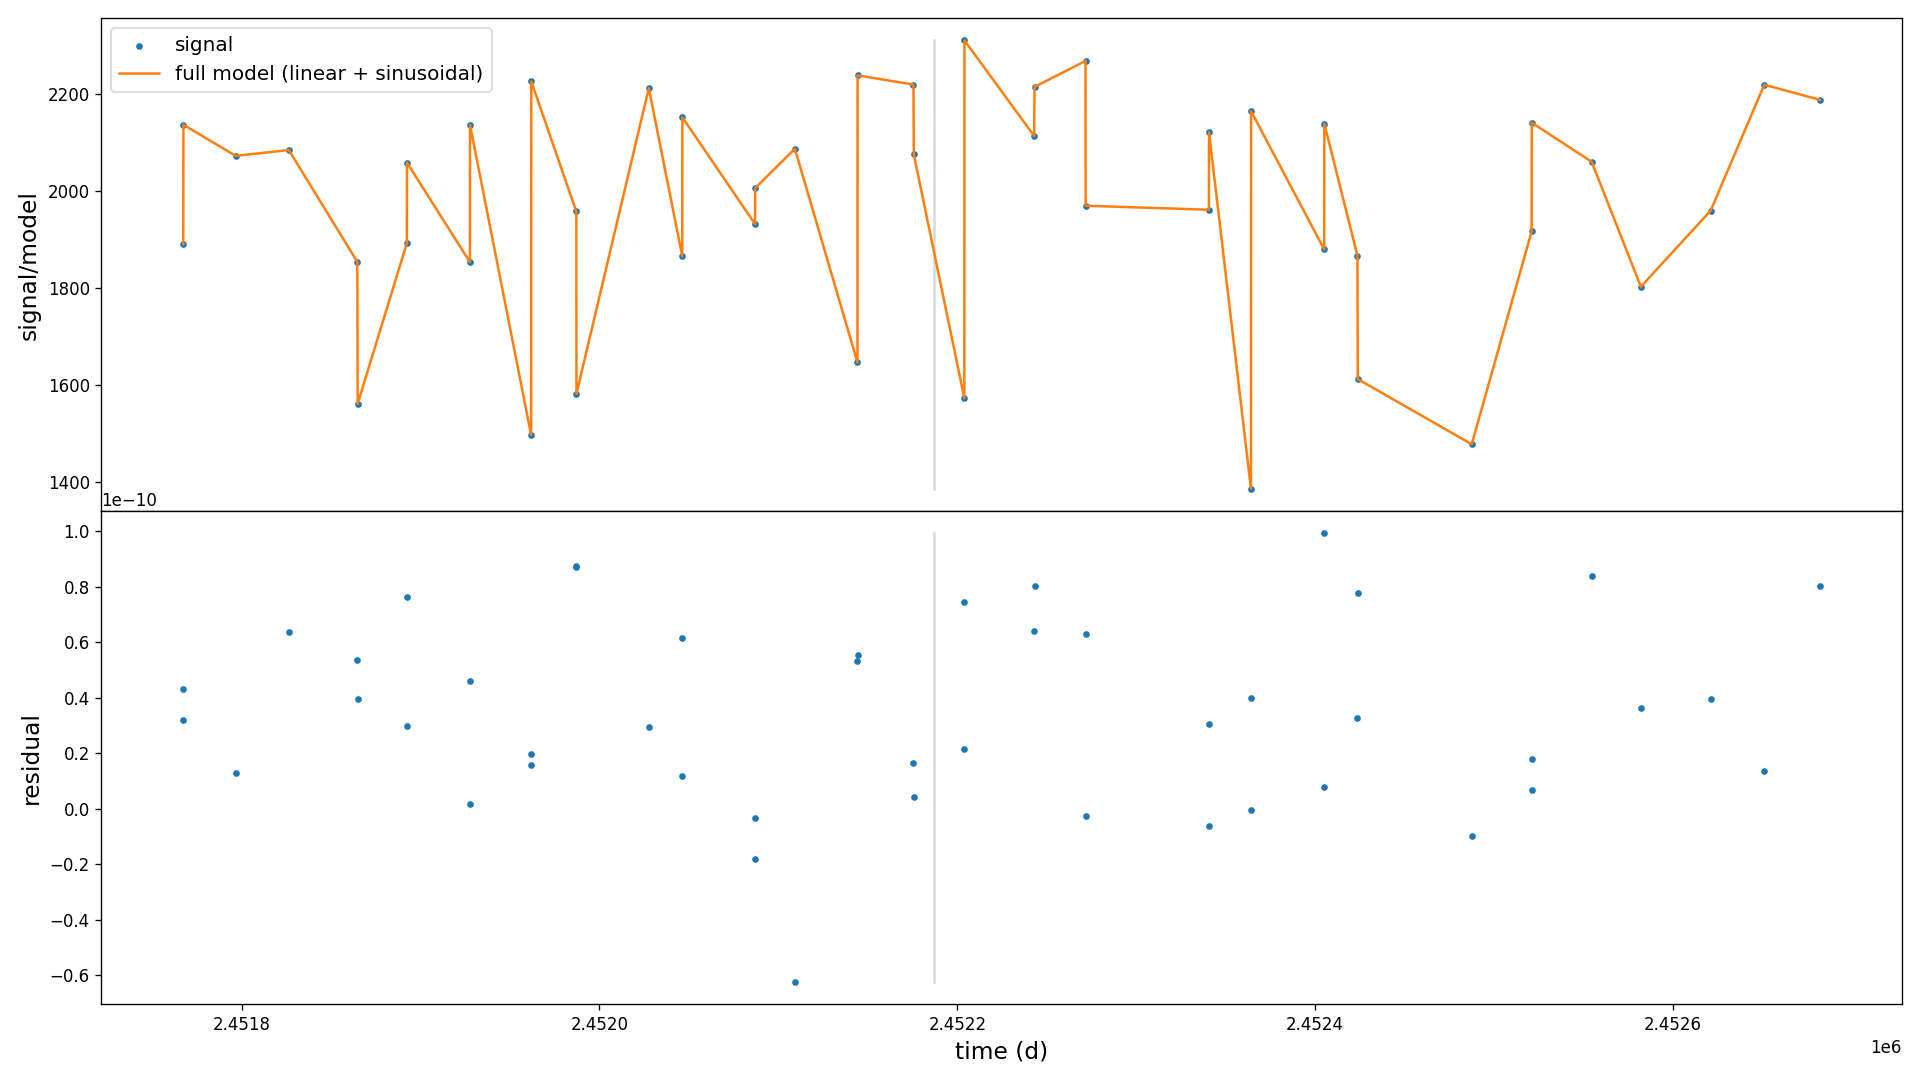 signal
full model (linear + sinusoidal)
signal/model
2200
2000
1800
1600
1400
1e−10
residual
1.0
0.8
0.6
0.4
0.2
0.0
−0.2
−0.4
−0.6
2.4518
2.4520
2.4522
2.4524
2.4526
time (d)
1e6